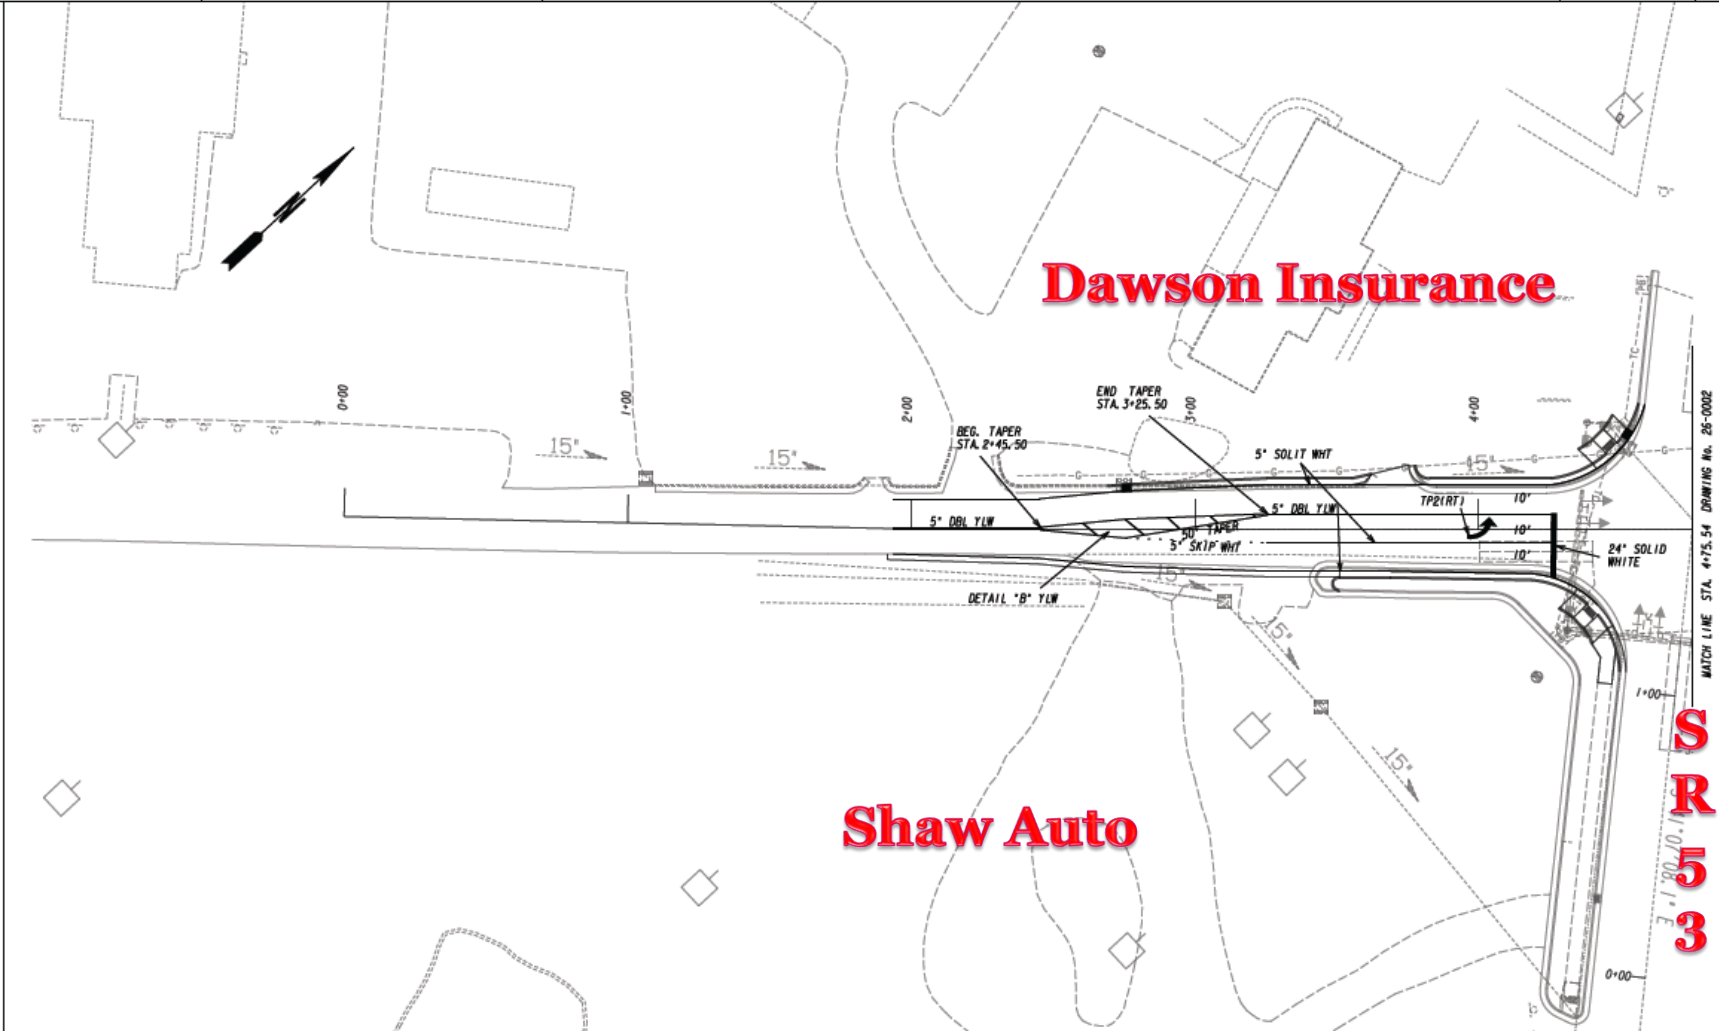 N
Dawson Insurance
0+00
1+00
2+00
3+00
4+00
END TAPER
STA. 3+25.50
BEG. TAPER
STA. 2+45.50
15"
15"
15"
5" SOLIT WHT
TP2(RT)
10'
10'
10'
5" DBL YLW
5" DBL YLW
50' TAPER
5" SKIP WHT
24" SOLID
WHITE
DETAIL "B" YLW
15"
15"
15"
G
G
G
G
G
G
TC
MATCH LINE STA. 4+75.54 DRAWING No. 26-0002
1+00
0+00
Shaw Auto
S
R
5
3